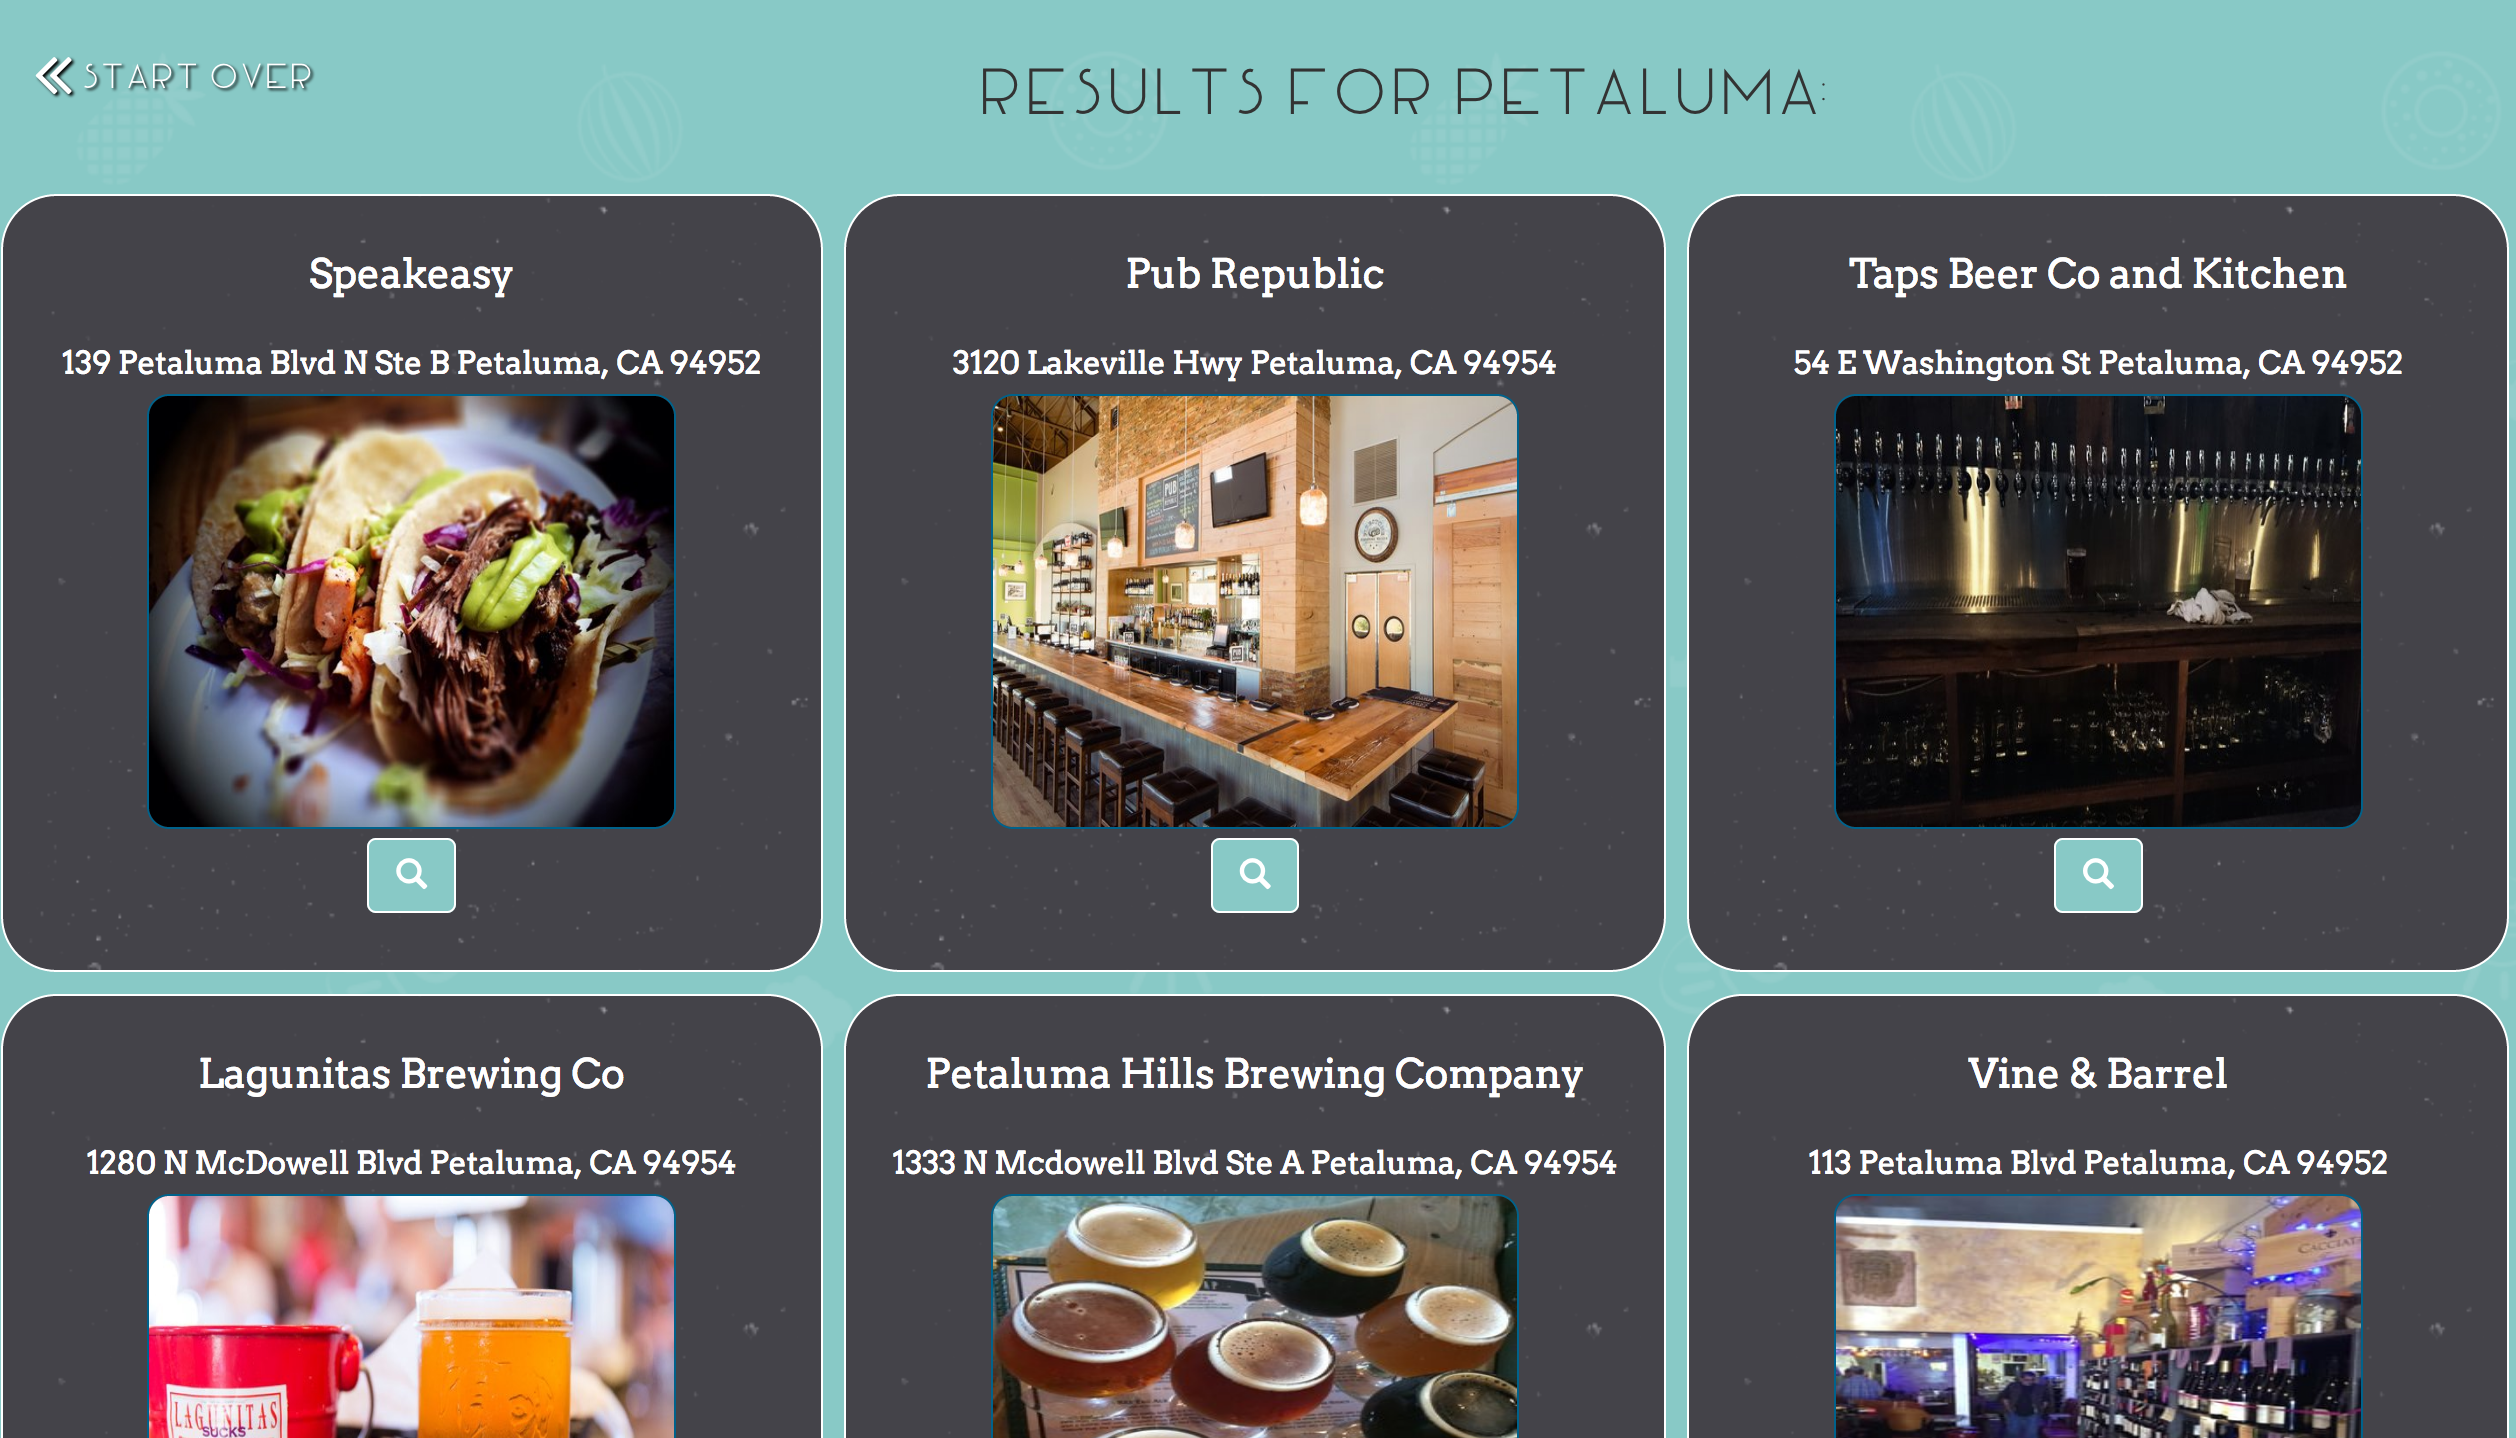 START OVER
RESULTS FOR PETALUMA:
Speakeasy
139 Petaluma Blvd N Ste B Petaluma, CA 94952
Pub Republic
3120 Lakeville Hwy Petaluma, CA 94954
PUB
Taps Beer Co and Kitchen
54 E Washington St Petaluma, CA 94952
Lagunitas Brewing Co
1280 N McDowell Blvd Petaluma, CA 94954
LAGUNITAS
SUCKS
Petaluma Hills Brewing Company
1333 N Mcdowell Blvd Ste A Petaluma, CA 94954
Vine & Barrel
113 Petaluma Blvd Petaluma, CA 94952